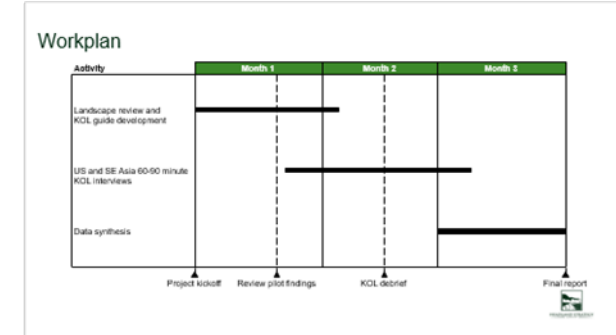 Workplan
Activity
Month 1
Month 2
Month 3
Landscape review and
KOL guide development
US and SE Asia 60-90 minute
KOL interviews
Data synthesis
Project kickoff
Review pilot findings
KOL debrief
Final report